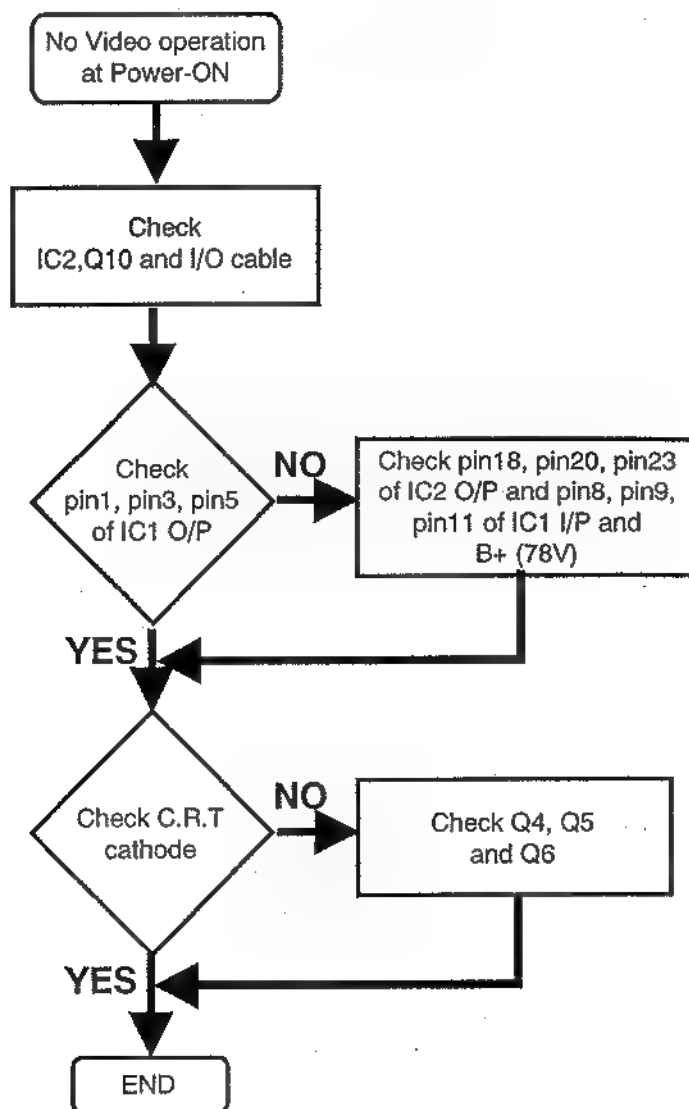 No Video operation
at Power-ON
Check
IC2,Q10 and I/O cable
Check
pin1, pin3, pin5
of IC1 O/P
NO
Check pin18, pin20, pin23
of IC2 O/P and pin8, pin9,
pin11 of IC1 I/P and
B+ (78V)
YES
Check C.R.T
cathode
NO
Check Q4, Q5
and Q6
YES
END